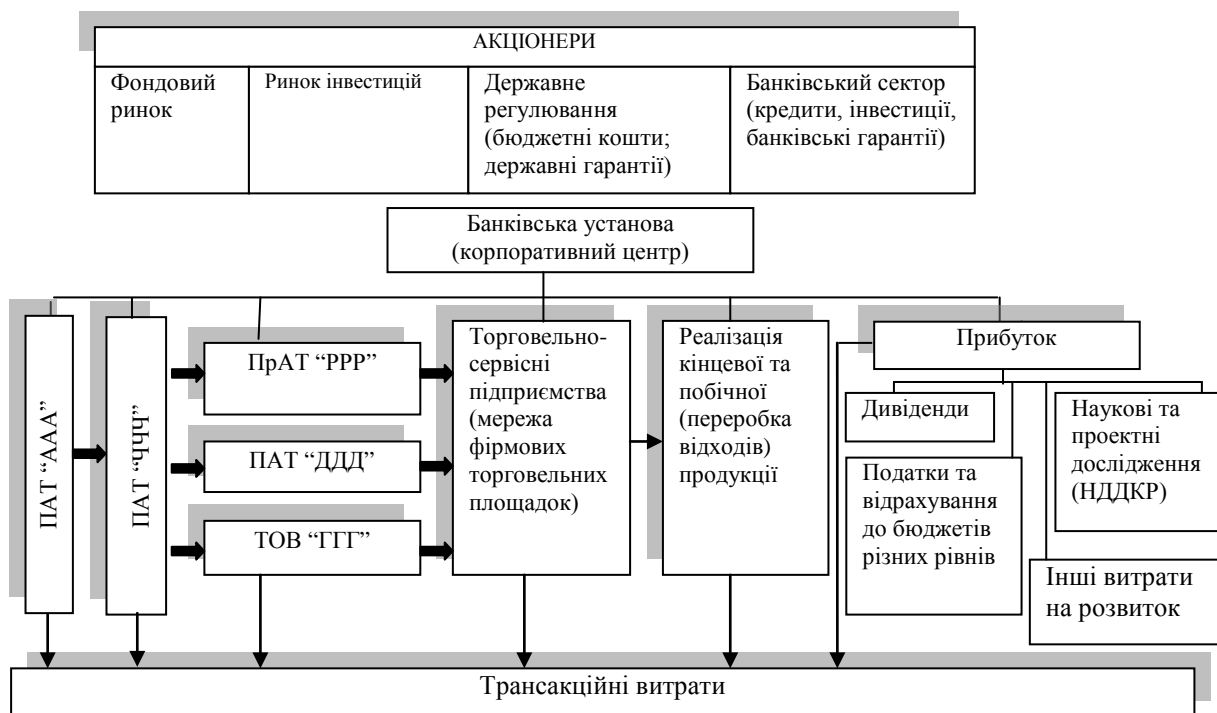 АКЦІОНЕРИ
Фондовий
ринок
Ринок інвестицій
Державне
регулювання
(бюджетні кошти;
державні гарантії)
Банківський сектор
(кредити, інвестиції,
банківські гарантії)
Банківська установа
(корпоративний центр)
ПАТ “ААА”
ПАТ “ЧЧЧ”
ПрАТ “РРР”
ПАТ “ДДД”
ТОВ “ГГГ”
Торговельно-
сервісні
підприємства
(мережа
фірмових
торговельних
площадок)
Реалізація
кінцевої та
побічної
(переробка
відходів)
продукції
Прибуток
Дивіденди
Податки та
відрахування
до бюджетів
різних рівнів
Наукові та
проектні
дослідження
(НДДКР)
Інші витрати
на розвиток
Трансакційні витрати